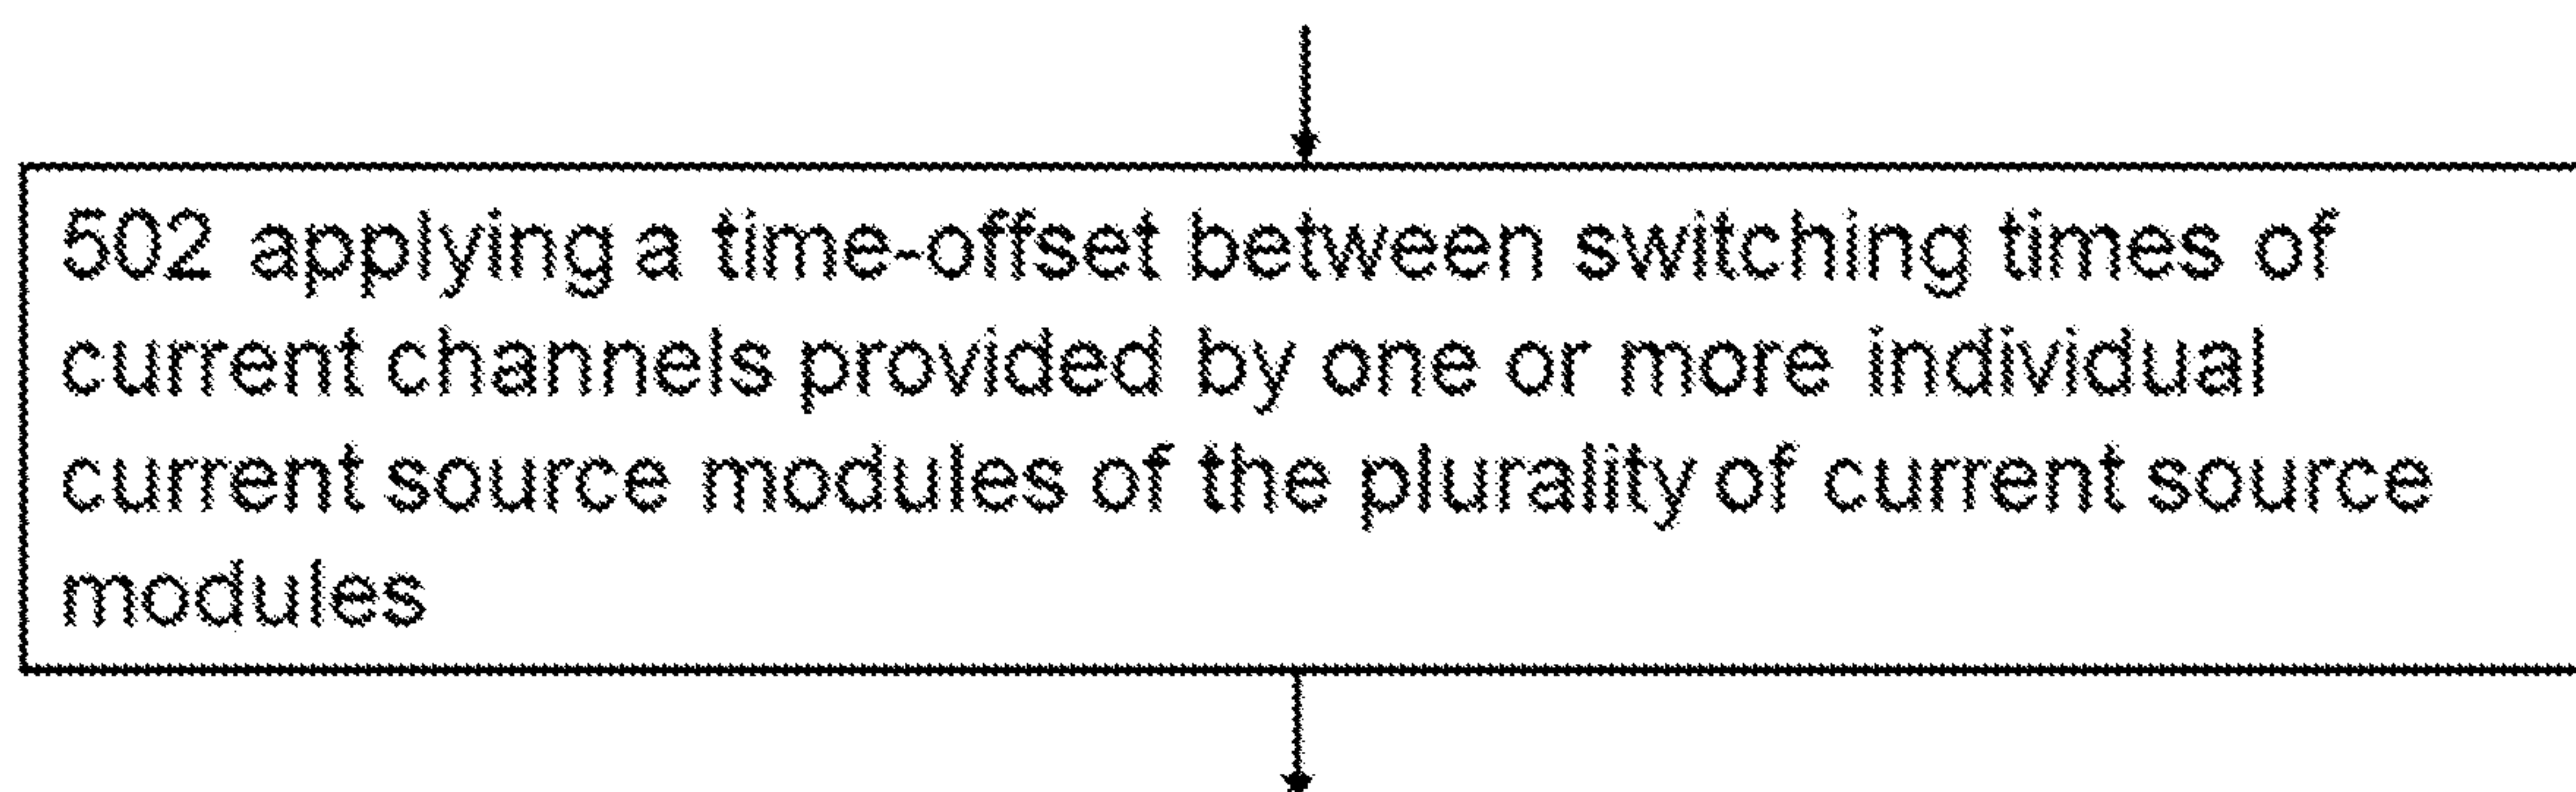 502 applying a time-offset between switching times of
current channels provided by one or more individual
current source modules of the plurality of current source
modules